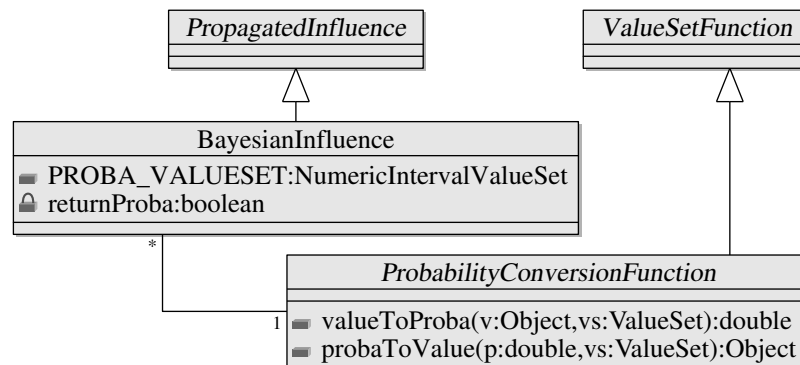 PropagatedInfluence
ValueSetFunction
BayesianInfluence
PROBA_VALUESET:NumericIntervalValueSet
returnProba:boolean
*
ProbabilityConversionFunction
1
valueToProba(v:Object,vs:ValueSet):double
probaToValue(p:double,vs:ValueSet):Object